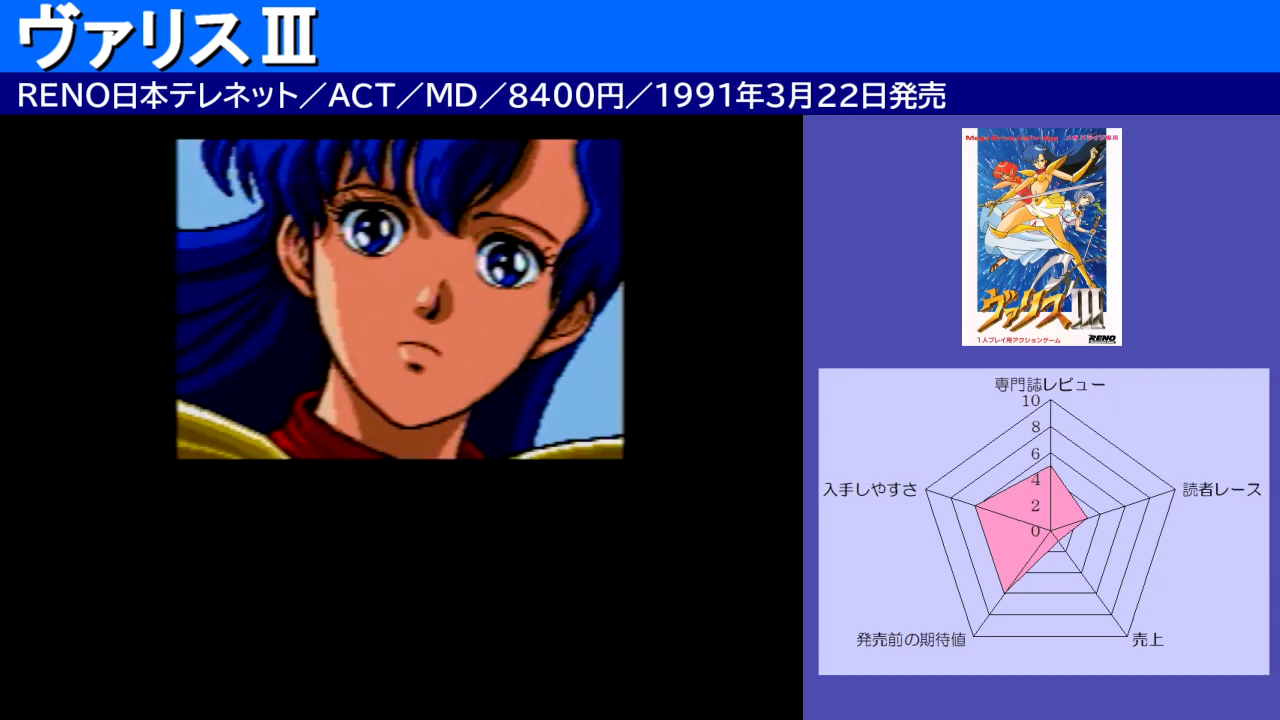 ヴァリスⅢ
RENO日本テレネット／ACT／MD／8400円／1991年3月22日発売
ヴァリスⅢ
1人プレイ用アクションゲーム
RENO
専門誌レビュー
10
8
6
4
2
0
入手しやすさ
読者レース
発売前の期待値
売上